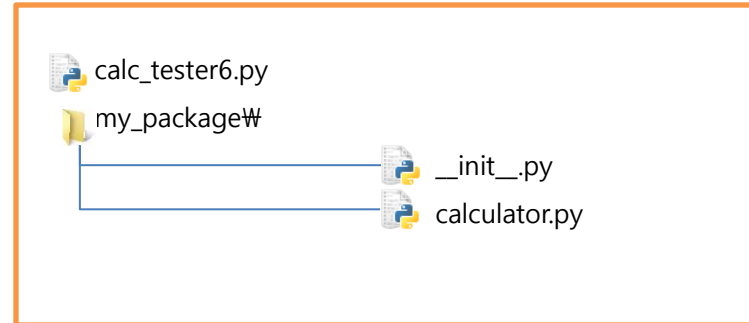 calc_tester6.py
my_package₩
__init__.py
calculator.py